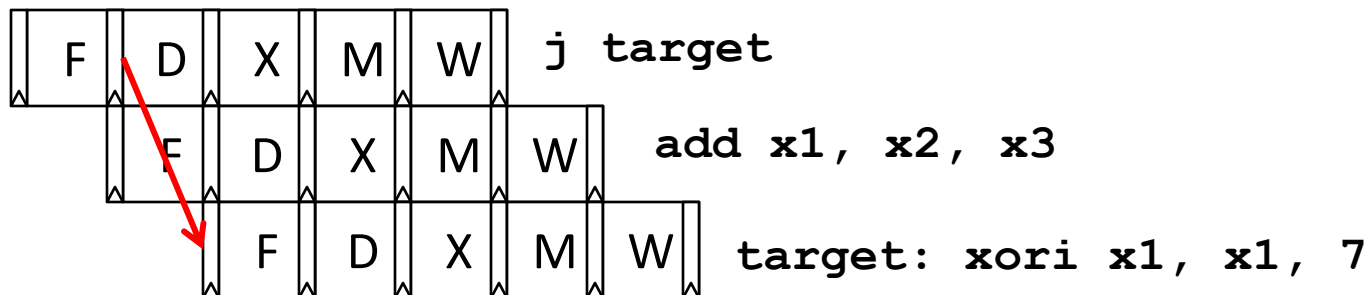 F D X M W j target
F D X M W add x1, x2, x3
F D X M W target: xori x1, x1, 7